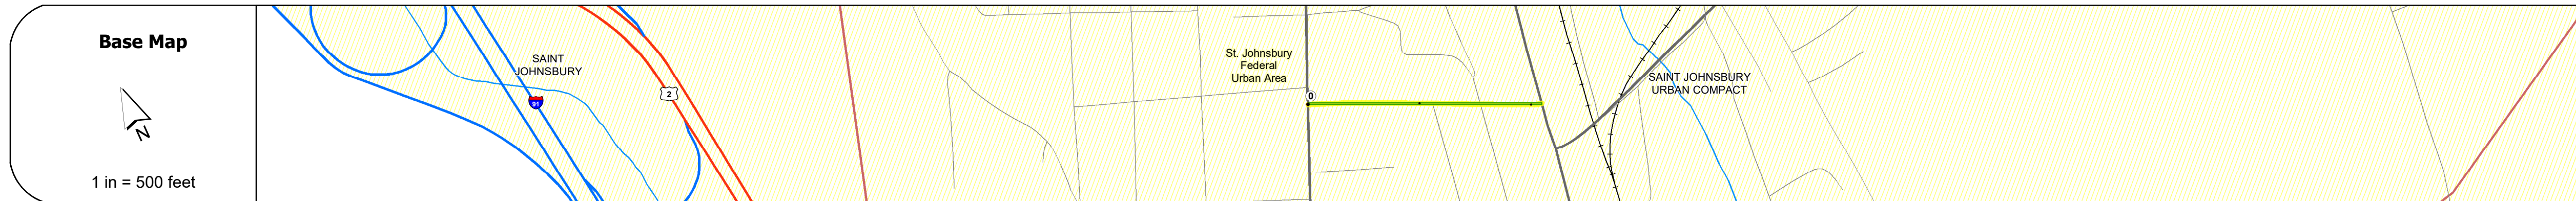 Base Map
N
1 in = 500 feet
SAINT
JOHNSBURY
91
2
St. Johnsbury
Federal
Urban Area
0
SAINT JOHNSBURY
URBAN COMPACT